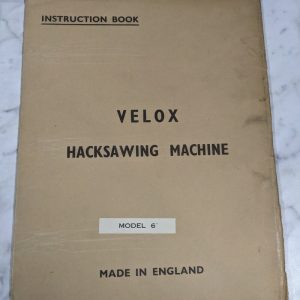 INSTRUCTION BOOK
VELOX
HACKSAWING MACHINE
MODEL 6"
MADE IN ENGLAND